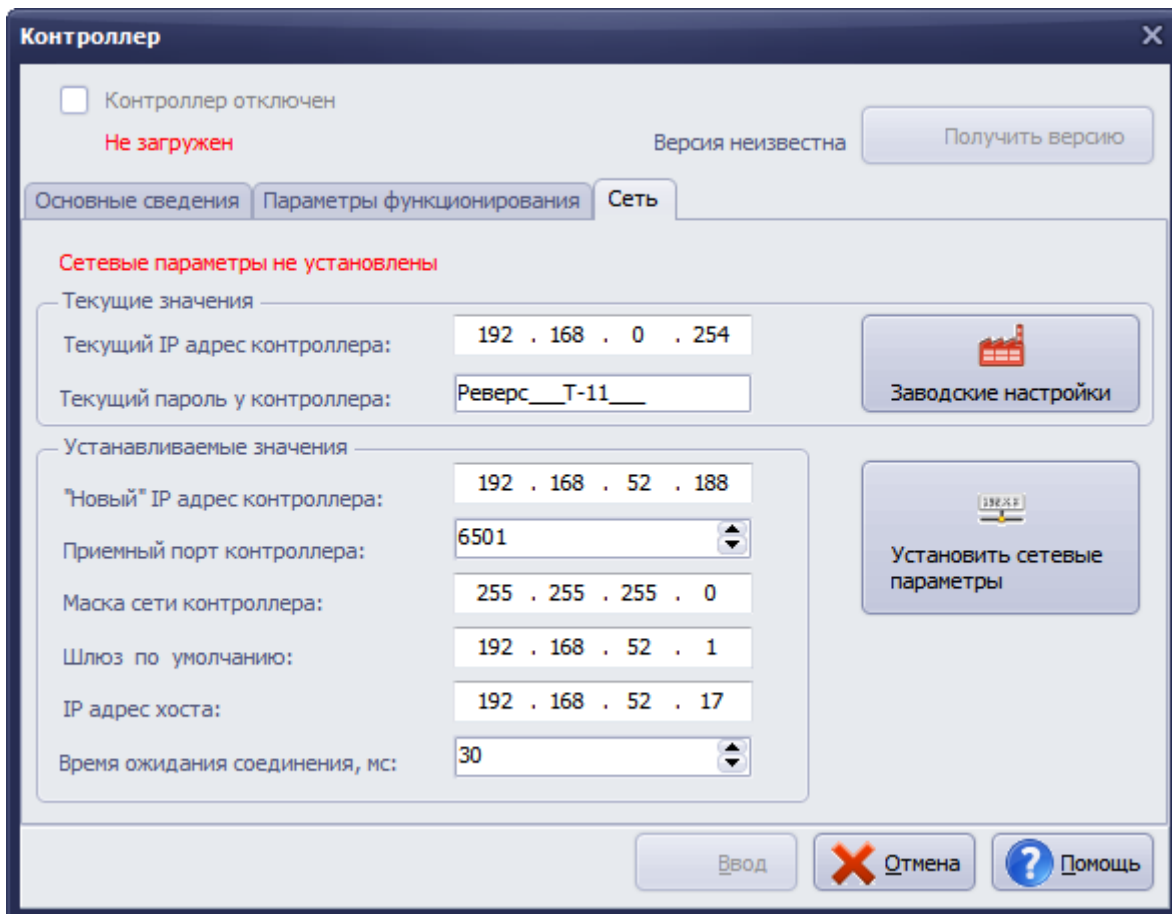 Контроллер
Контроллер отключен
Не загружен
Версия неизвестна
Получить версию
Основные сведения
Параметры функционирования
Сеть
Сетевые параметры не установлены
Текущие значения
Текущий IP адрес контроллера:
192 . 168 . 0 . 254
Текущий пароль у контроллера:
Реверс___Т-11___
Заводские настройки
Устанавливаемые значения
"Новый" IP адрес контроллера:
192 . 168 . 52 . 188
Приемный порт контроллера:
6501
Маска сети контроллера:
255 . 255 . 255 . 0
Шлюз по умолчанию:
192 . 168 . 52 . 1
IP адрес хоста:
192 . 168 . 52 . 17
Время ожидания соединения, мс:
30
Установить сетевые
параметры
Ввод
Отмена
Помощь